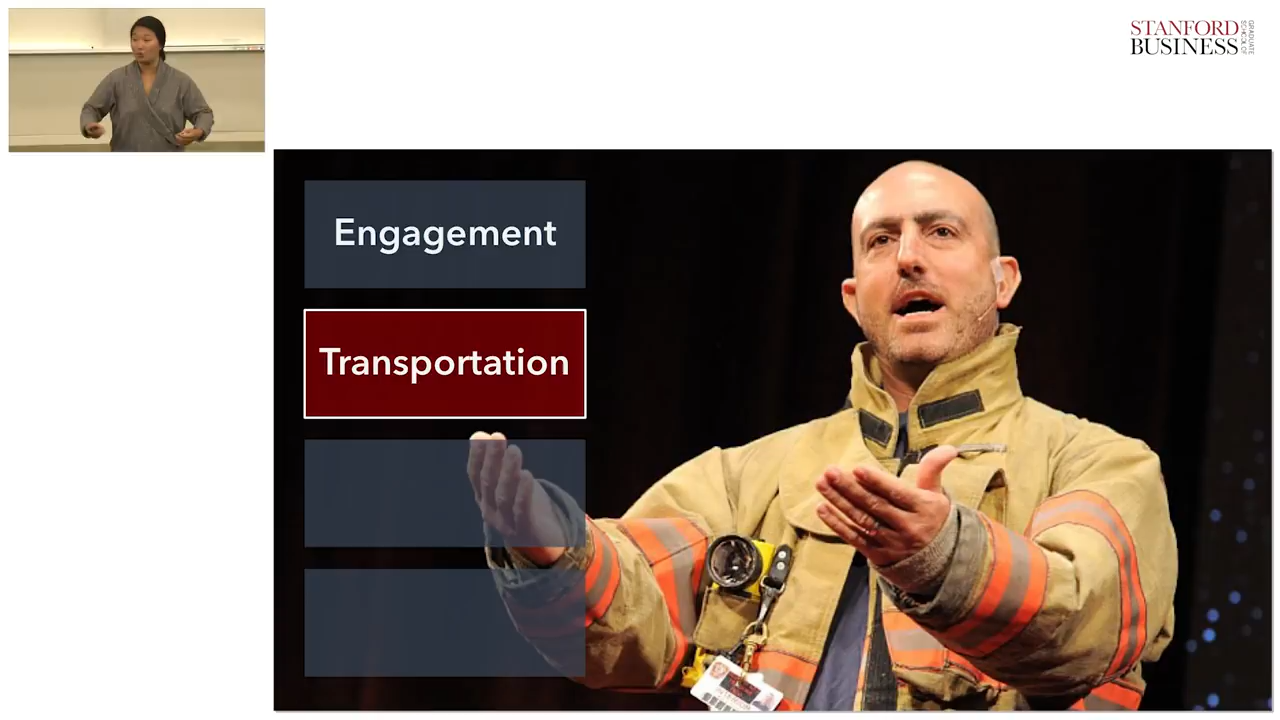 STANFORD
BUSINESS
GRADUATE
SCHOOL OF
Engagement
Transportation